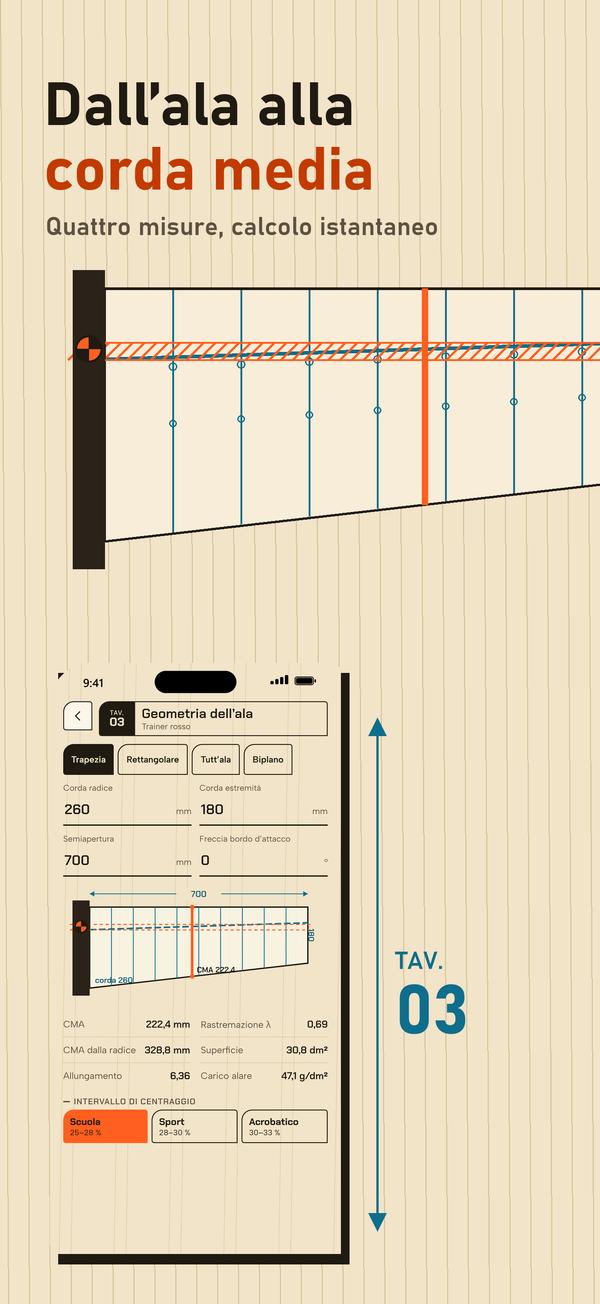 Dall'ala alla
corda media
Quattro misure, calcolo istantaneo
9:41
TAV.
03
Geometria dell'ala
Trainer rosso
Trapezia
Rettangolare
Tutt'ala
Biplano
Corda radice
Corda estremità
260 mm
180 mm
Semiapertura
Freccia bordo d'attacco
700 mm
0 °
700
180
CMA 222,4
corda 260
CMA 222,4 mm
Rastremazione λ 0,69
CMA dalla radice 328,8 mm
Superficie 30,8 dm²
Allungamento 6,36
Carico alare 47,1 g/dm²
— INTERVALLO DI CENTRAGGIO
Scuola
25–28 %
Sport
28–30 %
Acrobatico
30–33 %
TAV.
03